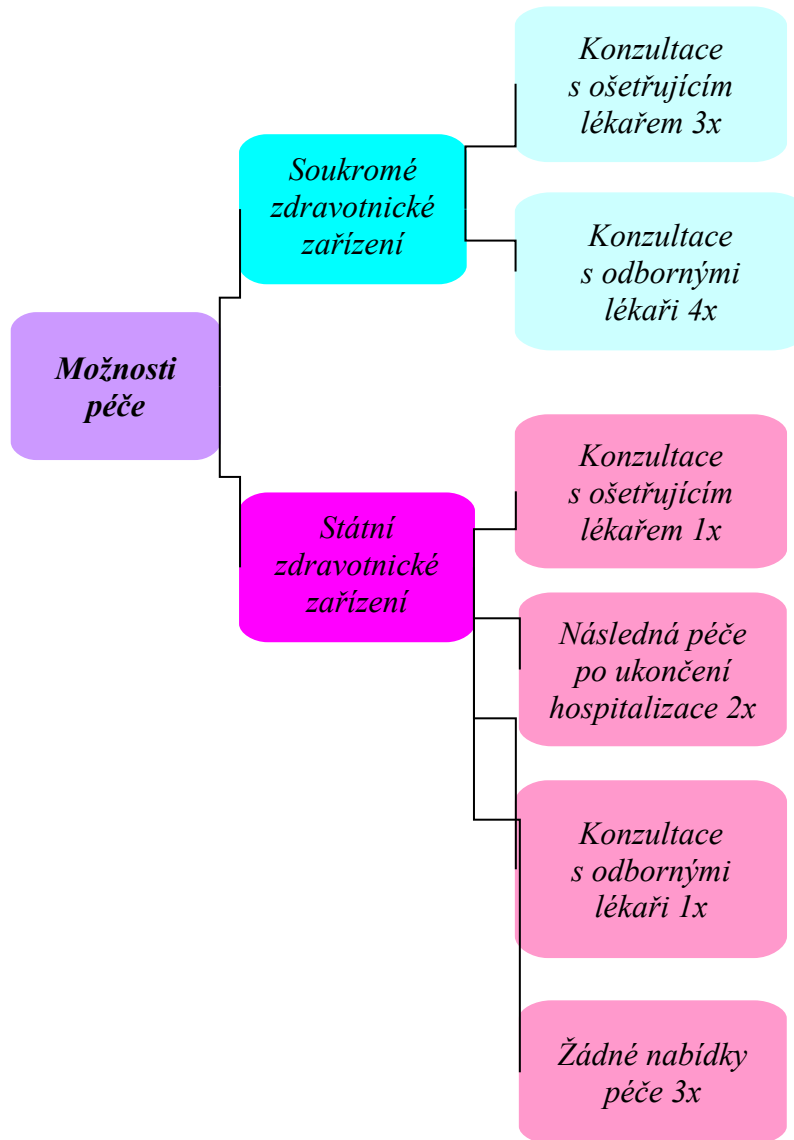 Možnosti
péče
Soukromé
zdravotnické
zařízení
Konzultace
s ošetřujícím
lékařem 3x
Konzultace
s odbornými
lékaři 4x
Státní
zdravotnické
zařízení
Konzultace
s ošetřujícím
lékařem 1x
Následná péče
po ukončení
hospitalizace 2x
Konzultace
s odbornými
lékaři 1x
Žádné nabídky
péče 3x